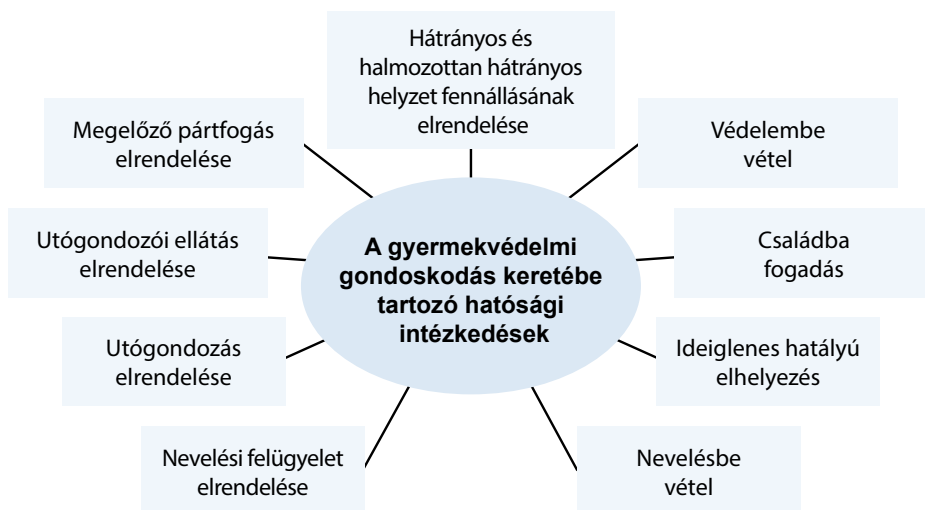 Hátrányos és
halmozottan hátrányos
helyzet fennállásának
elrendelése
Megelőző pártfogás
elrendelése
Védelembe
vétel
Utógondozói ellátás
elrendelése
A gyermekvédelmi
gondoskodás keretébe
tartozó hatósági
intézkedések
Családba
fogadás
Utógondozás
elrendelése
Ideiglenes hatályú
elhelyezés
Nevelési felügyelet
elrendelése
Nevelésbe
vétel